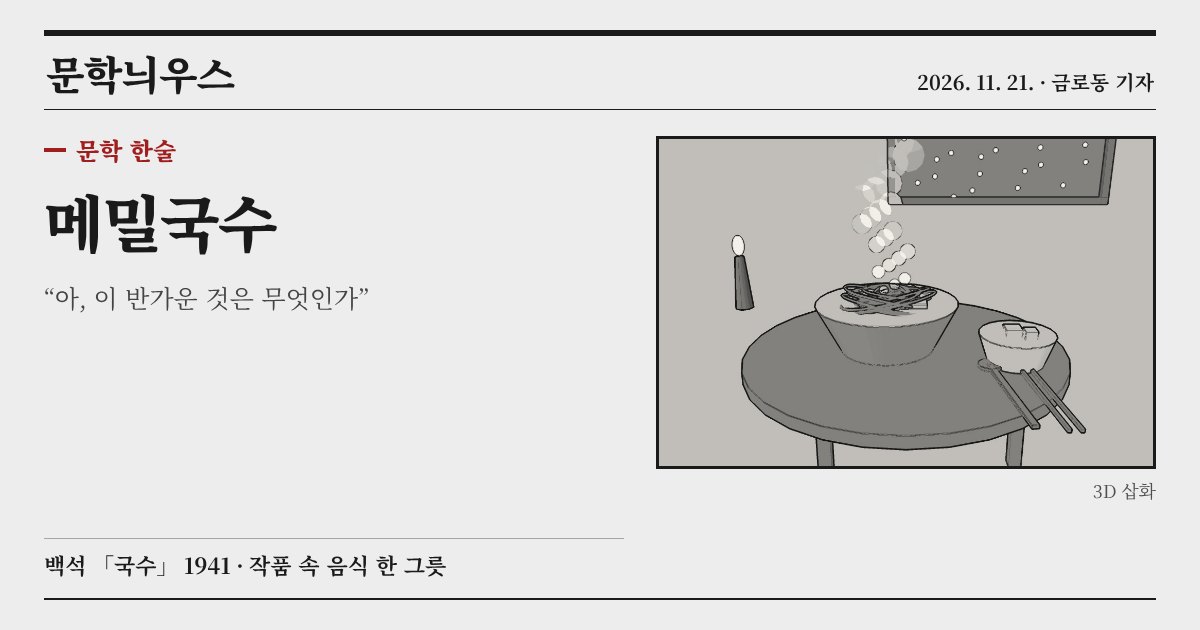 문학늬우스
2026. 11. 21. · 금로동 기자
문학 한술
메밀국수
“아, 이 반가운 것은 무엇인가”
3D 삽화
백석 「국수」 1941 · 작품 속 음식 한 그릇